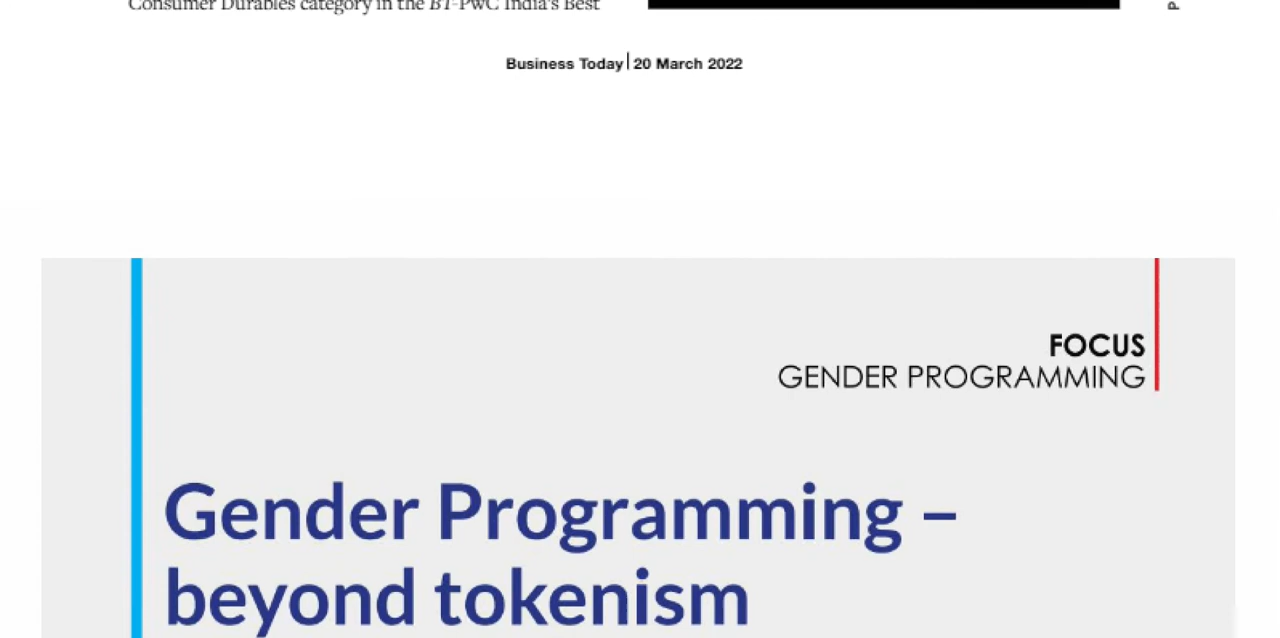 Consumer Durables category in the BT-PwC India's Best
Business Today | 20 March 2022
FOCUS
GENDER PROGRAMMING
Gender Programming –
beyond tokenism